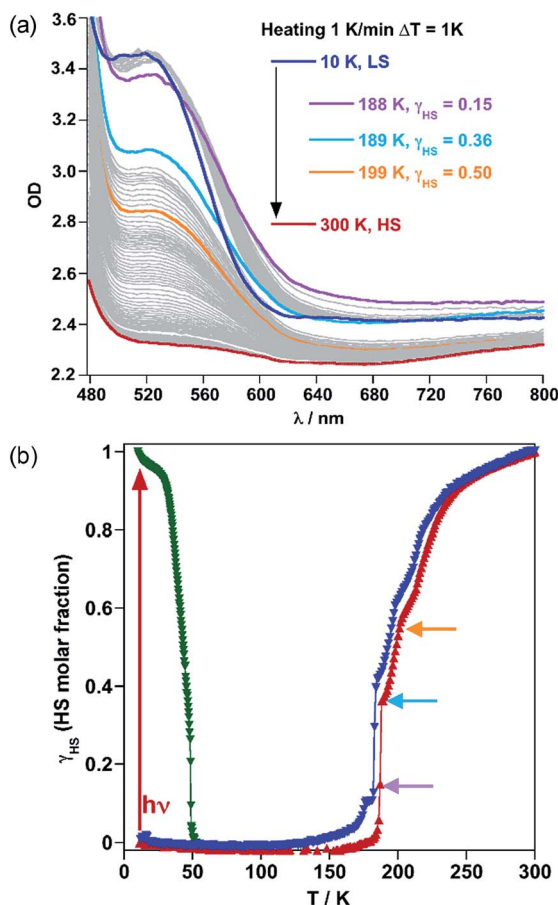 (a)
Heating 1 K/min ΔT = 1K
10 K, LS
188 K, γHS = 0.15
189 K, γHS = 0.36
199 K, γHS = 0.50
300 K, HS
OD
3.6
3.4
3.2
3.0
2.8
2.6
2.4
2.2
480 520 560 600 640 680 720 760 800
λ / nm
(b)
γHS (HS molar fraction)
1
0.8
0.6
0.4
0.2
0
hν
0 50 100 150 200 250 300
T / K